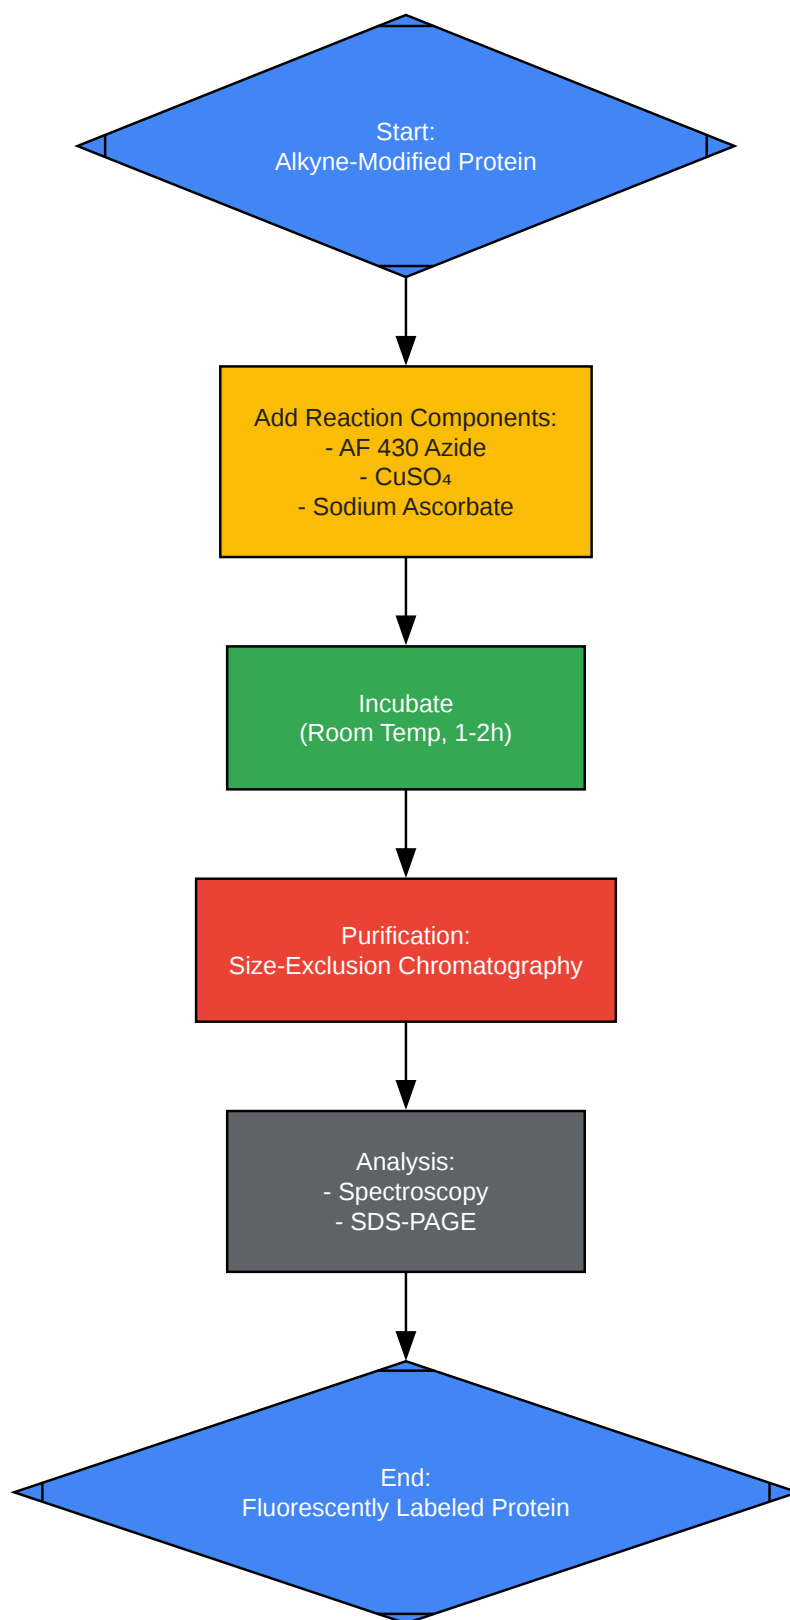 Start:
Alkyne-Modified Protein
Add Reaction Components:
- AF 430 Azide
- CuSO₄
- Sodium Ascorbate
Incubate
(Room Temp, 1-2h)
Purification:
Size-Exclusion Chromatography
Analysis:
- Spectroscopy
- SDS-PAGE
End:
Fluorescently Labeled Protein